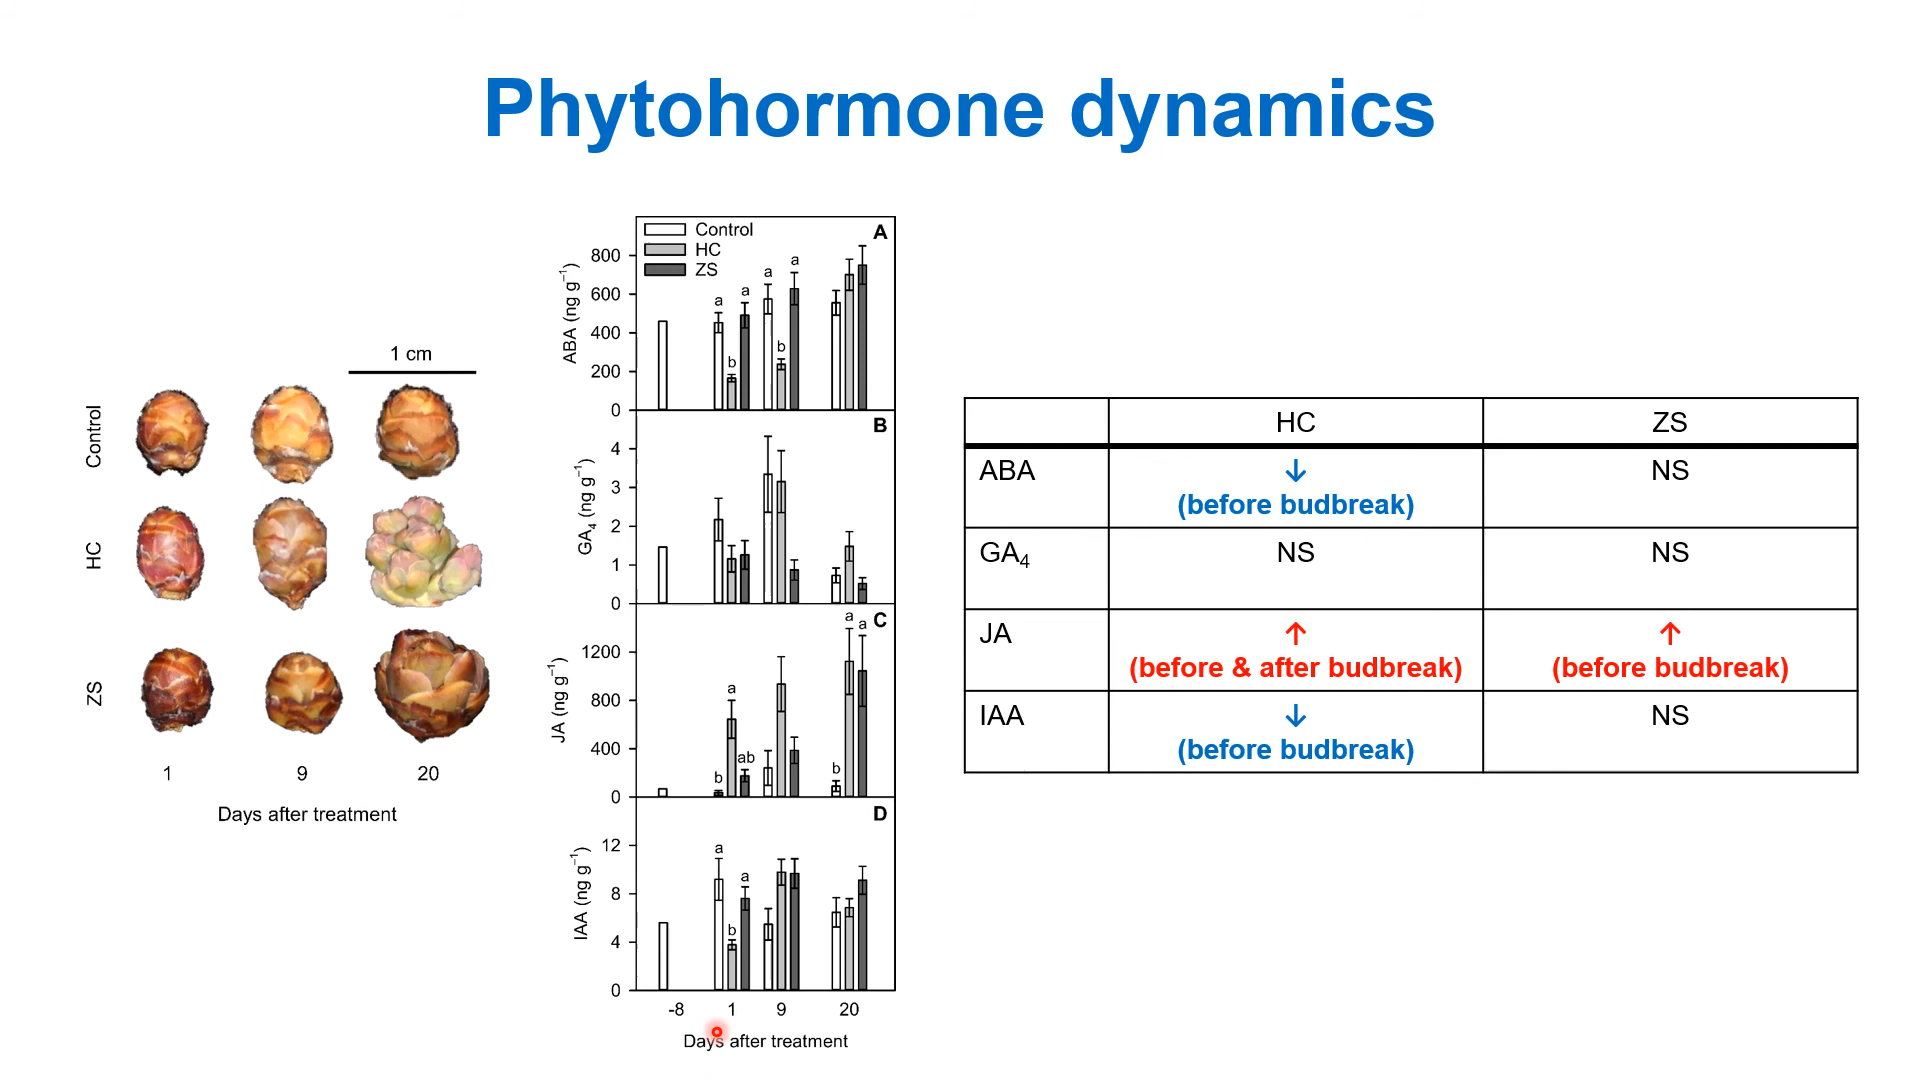 Phytohormone dynamics
1 cm
Control
HC
ZS
1 9 20
Days after treatment
Control
HC
ZS
A
ABA (ng g⁻¹)
800
600
400
200
0
a
b
a
a
b
a
B
GA₄ (ng g⁻¹)
4
3
2
1
0
C
JA (ng g⁻¹)
1200
800
400
0
b
a
ab
b
a
a
D
IAA (ng g⁻¹)
12
8
4
0
a
b
a
-8 1 9 20
Days after treatment
HC ZS
ABA ↓ NS
(before budbreak)
GA₄ NS NS
JA ↑ ↑
(before & after budbreak) (before budbreak)
IAA ↓ NS
(before budbreak)